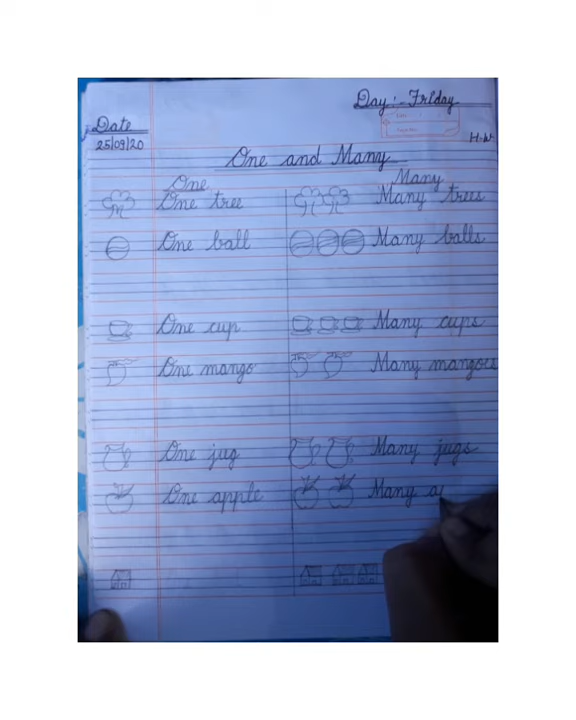 Day :- Friday
Date
25/09/20
H.W.
One and Many
One Many
One tree Many trees
One ball Many balls
One cup Many cups
One mango Many mangoes
One jug Many jugs
One apple Many a